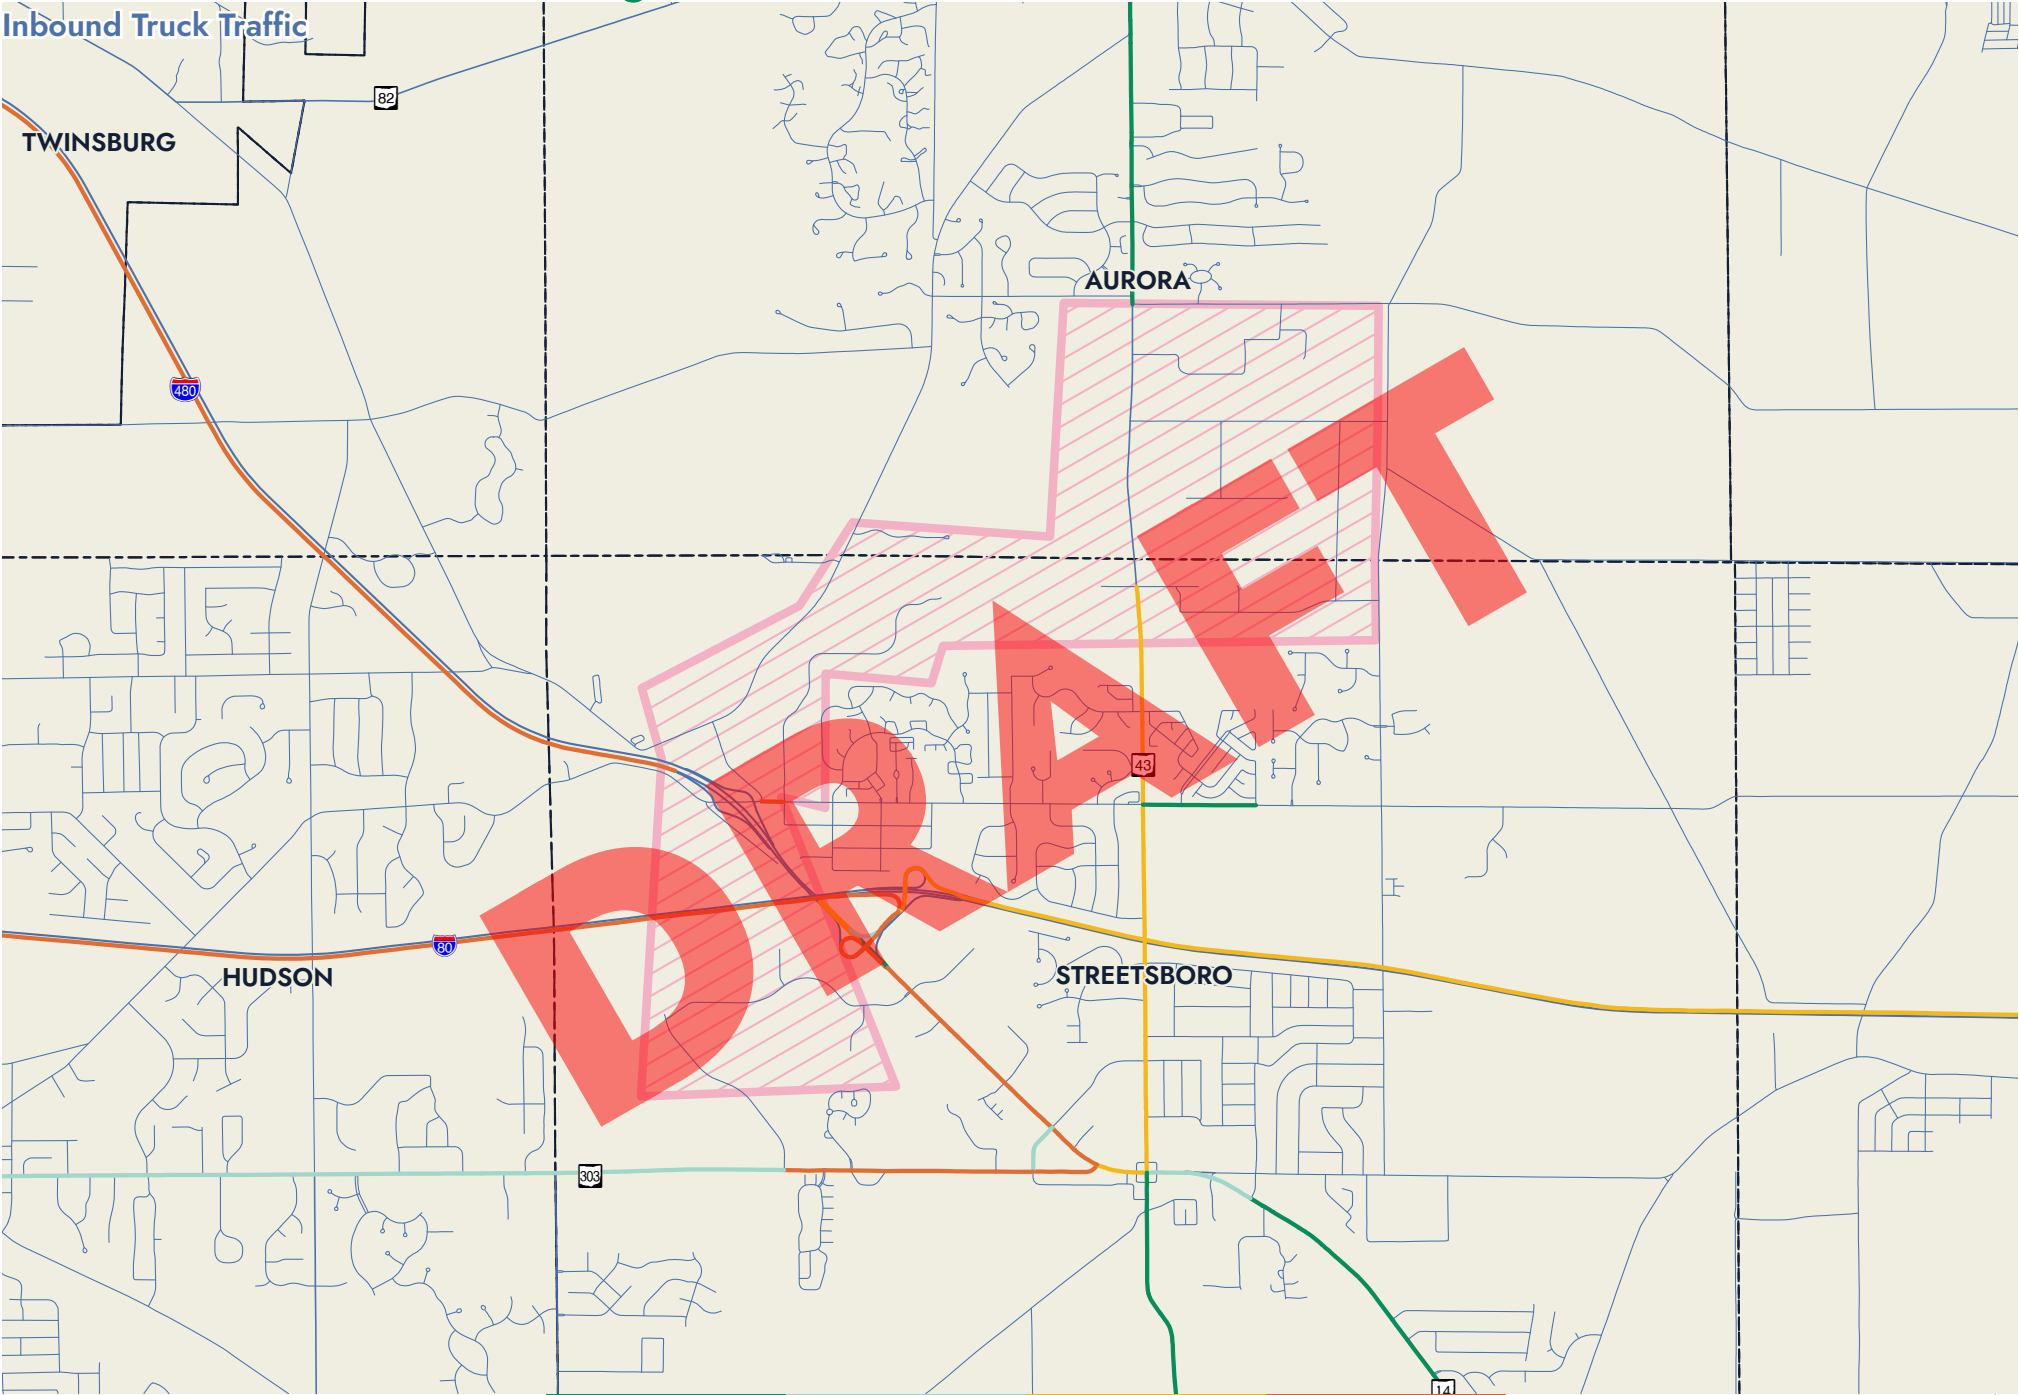 Inbound Truck Traffic
82
TWINSBURG
AURORA
480
43
DRAFT
80
HUDSON
STREETSBORO
303
14